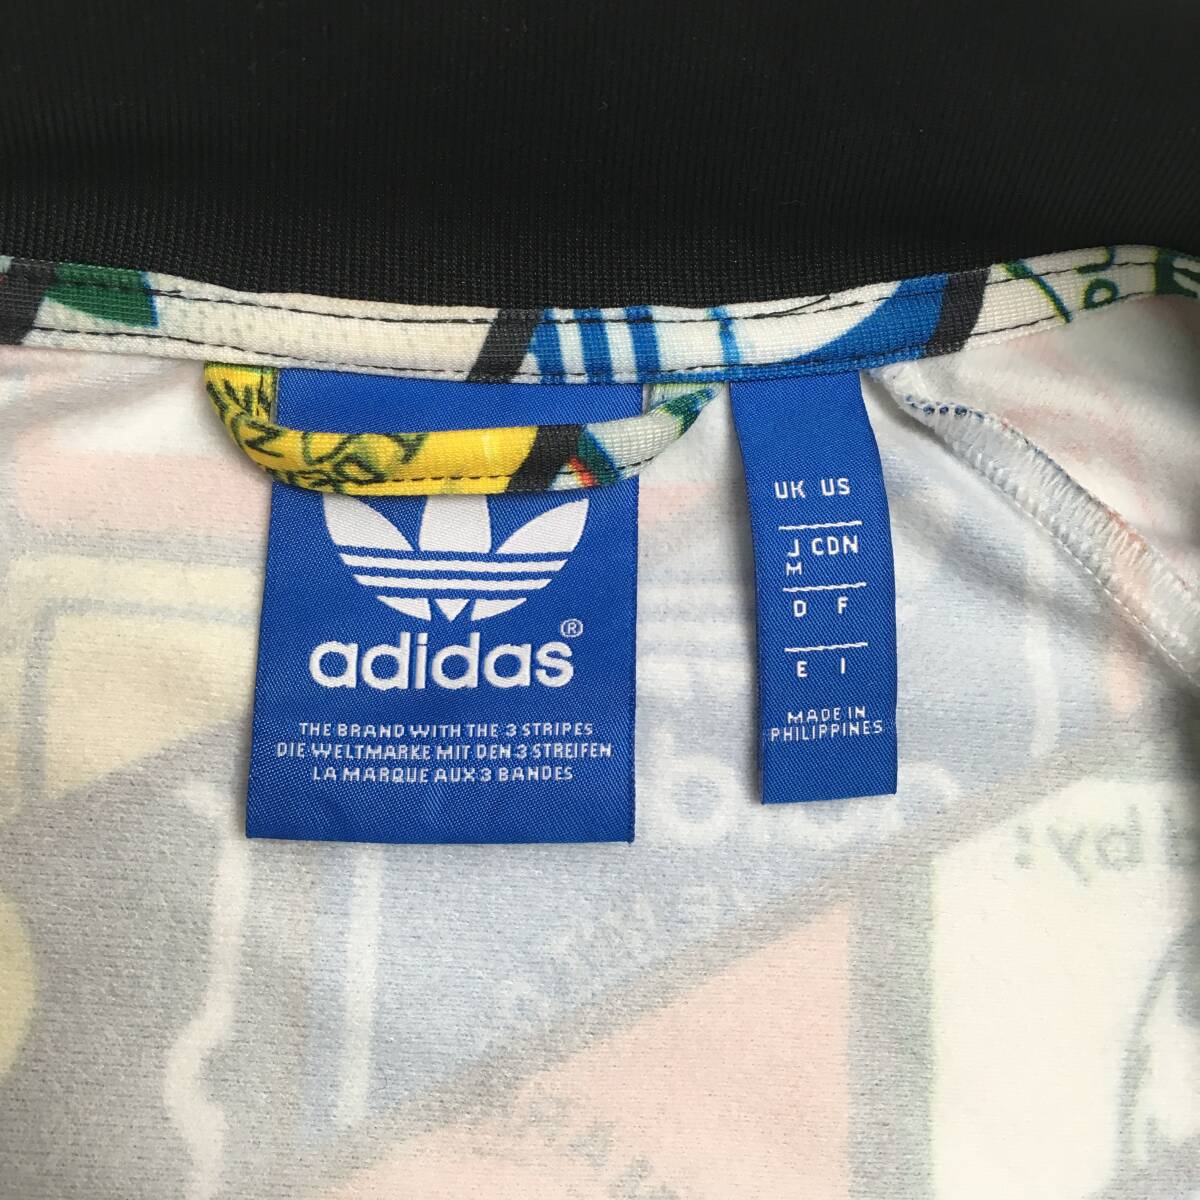 adidas®
THE BRAND WITH THE 3 STRIPES
DIE WELTMARKE MIT DEN 3 STREIFEN
LA MARQUE AUX 3 BANDES
UK US
J CDN
M
D F
E I
MADE IN
PHILIPPINES
by: